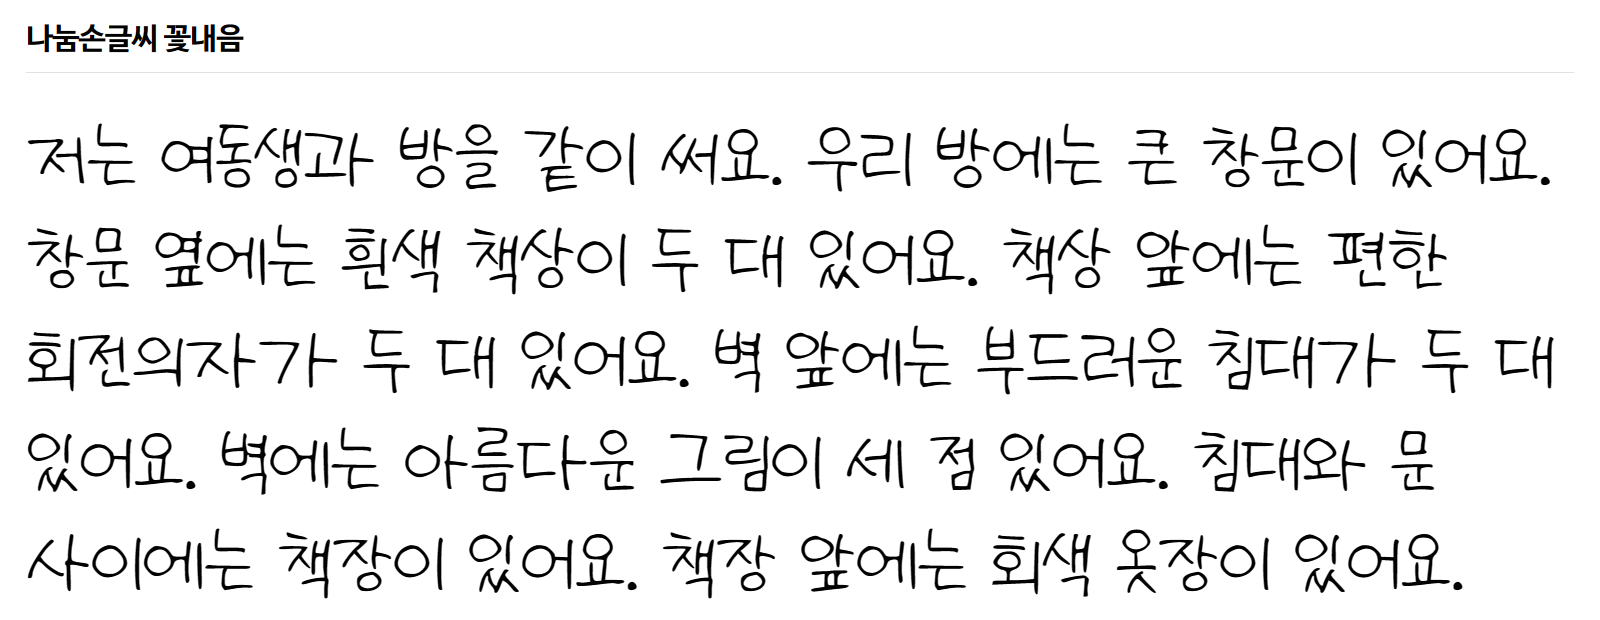 나눔손글씨 꽃내음
저는 여동생과 방을 같이 써요. 우리 방에는 큰 창문이 있어요.
창문 옆에는 흰색 책상이 두 대 있어요. 책상 앞에는 편한
회전의자가 두 대 있어요. 벽 앞에는 부드러운 침대가 두 대
있어요. 벽에는 아름다운 그림이 세 점 있어요. 침대와 문
사이에는 책장이 있어요. 책장 앞에는 회색 옷장이 있어요.